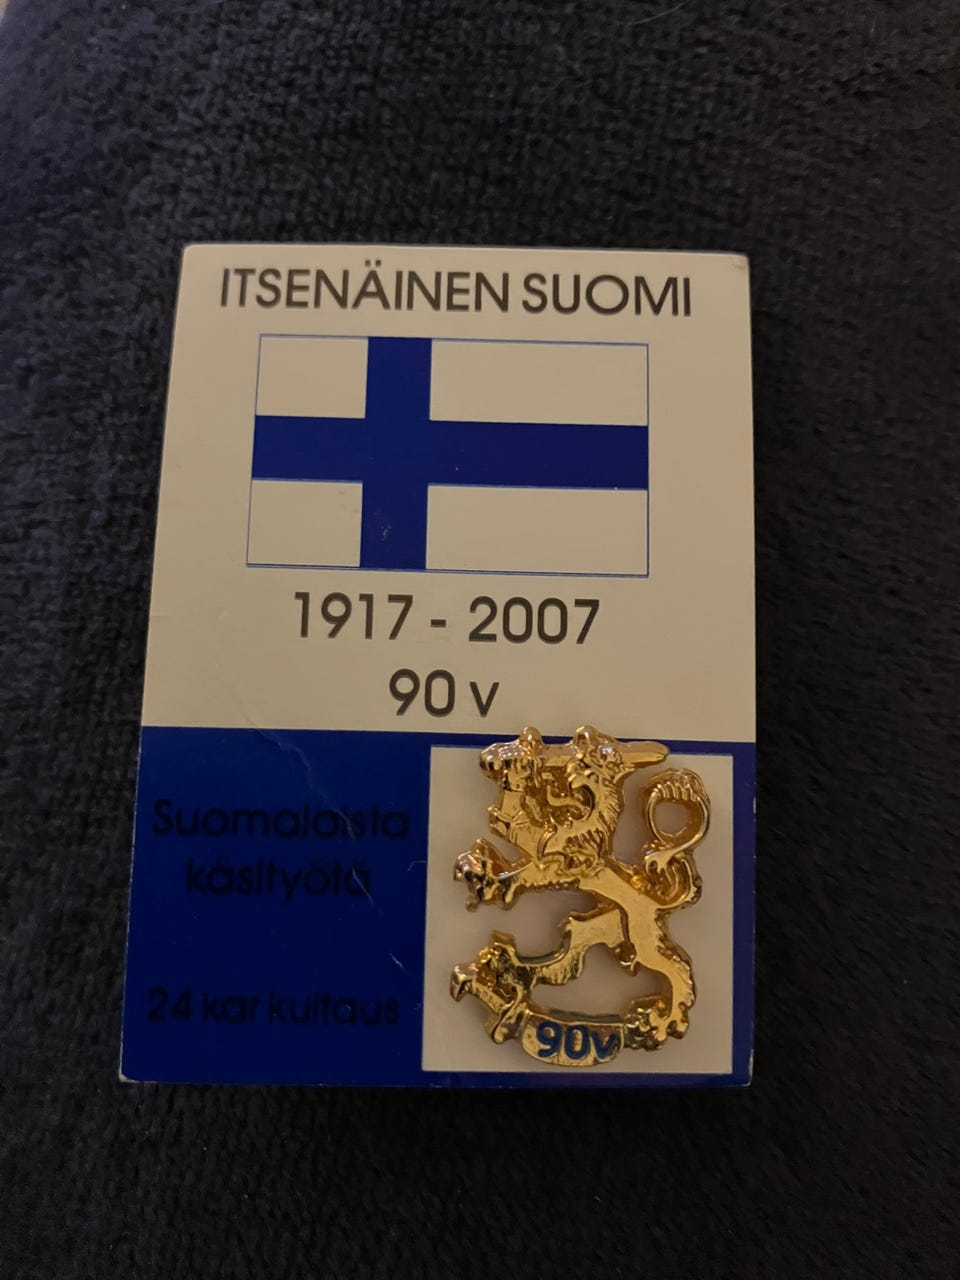 ITSENÄINEN SUOMI
1917 - 2007
90 v
Suomalaista
käsityötä
24 kar kultaus
90v